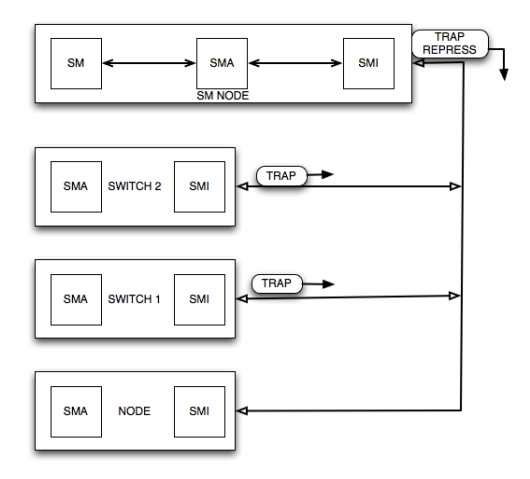 TRAP
REPRESS
SM SMA SMI
SM NODE
TRAP
SMA SWITCH 2 SMI
TRAP
SMA SWITCH 1 SMI
SMA NODE SMI